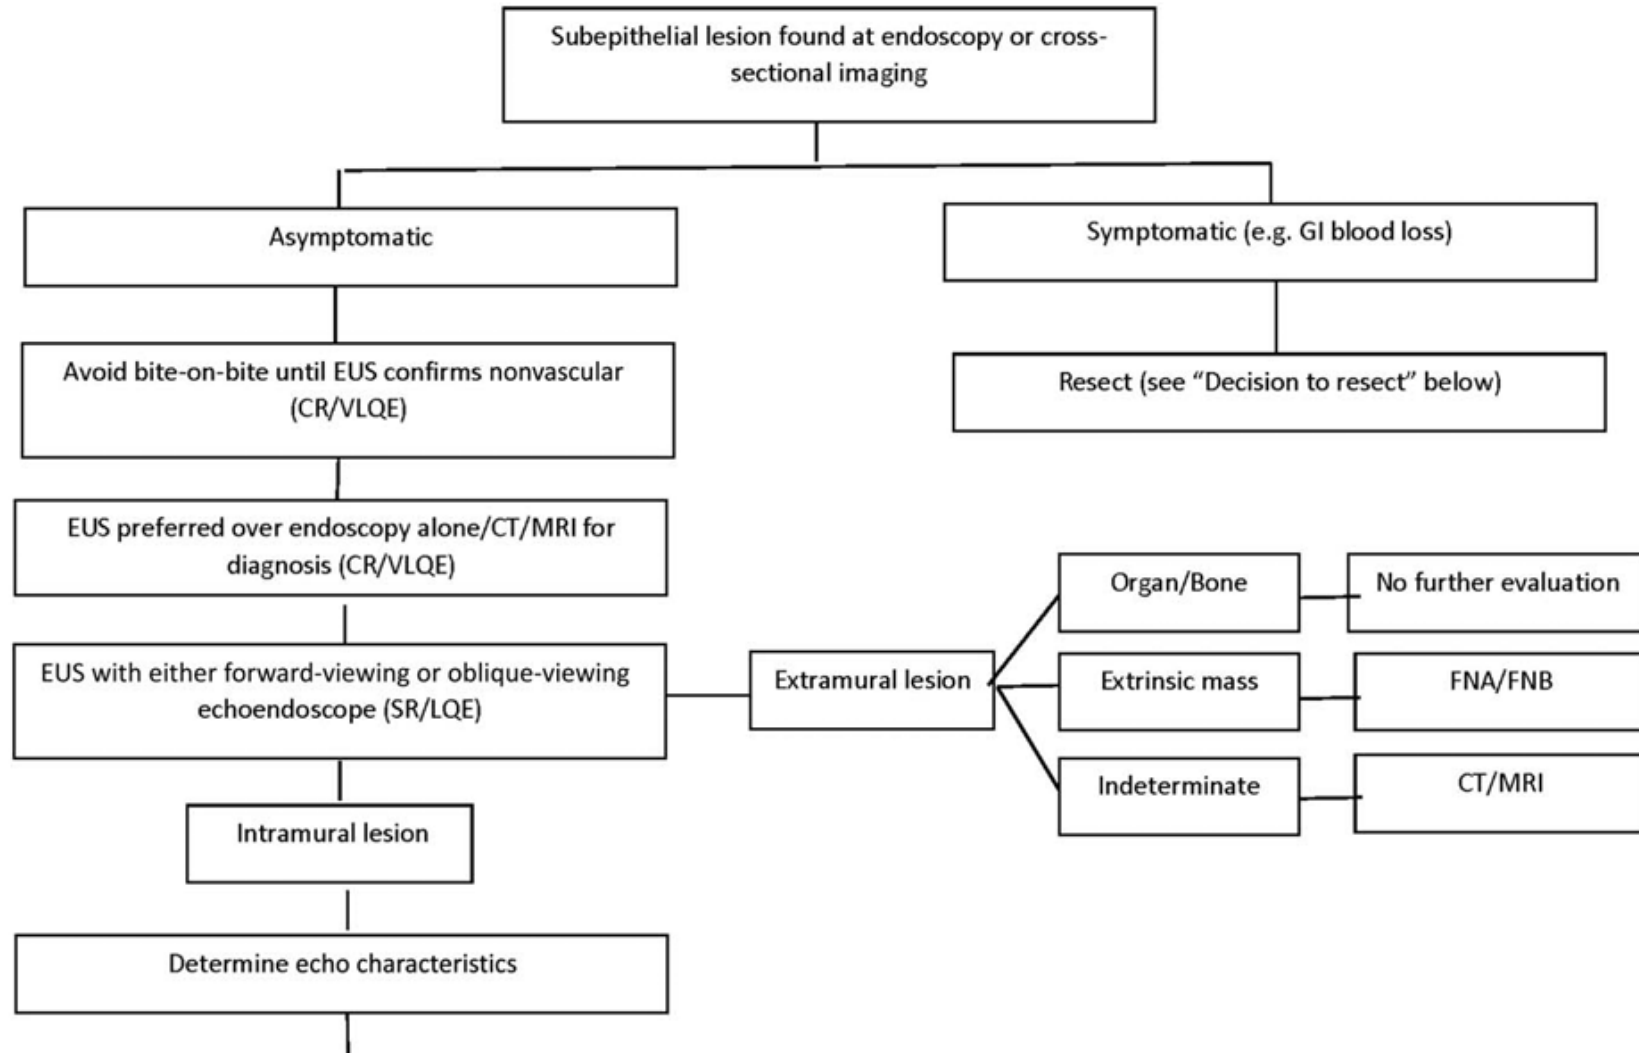 Subepithelial lesion found at endoscopy or cross-
sectional imaging
Asymptomatic
Symptomatic (e.g. GI blood loss)
Avoid bite-on-bite until EUS confirms nonvascular
(CR/VLQE)
Resect (see “Decision to resect” below)
EUS preferred over endoscopy alone/CT/MRI for
diagnosis (CR/VLQE)
EUS with either forward-viewing or oblique-viewing
echoendoscope (SR/LQE)
Extramural lesion
Organ/Bone
No further evaluation
Extrinsic mass
FNA/FNB
Indeterminate
CT/MRI
Intramural lesion
Determine echo characteristics